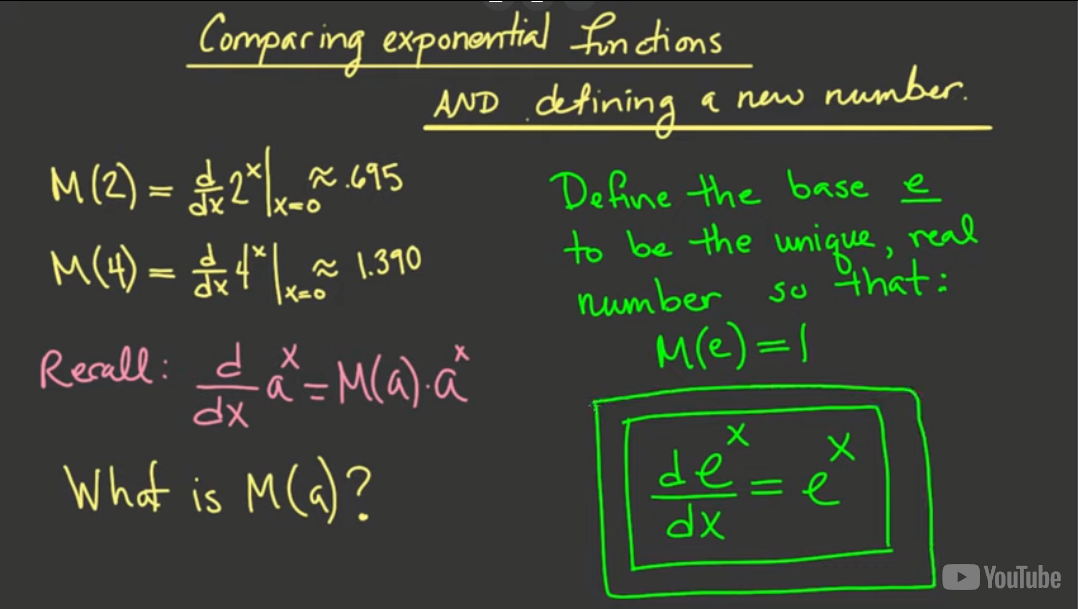 Comparing exponential functions
AND defining a new number.
M(2) = d/dx 2^x |x=0 ≈ .695
M(4) = d/dx 4^x |x=0 ≈ 1.390
Recall: d/dx a^x = M(a)·a^x
What is M(a)?
Define the base e
to be the unique, real
number so that:
M(e) = 1
de^x/dx = e^x
YouTube